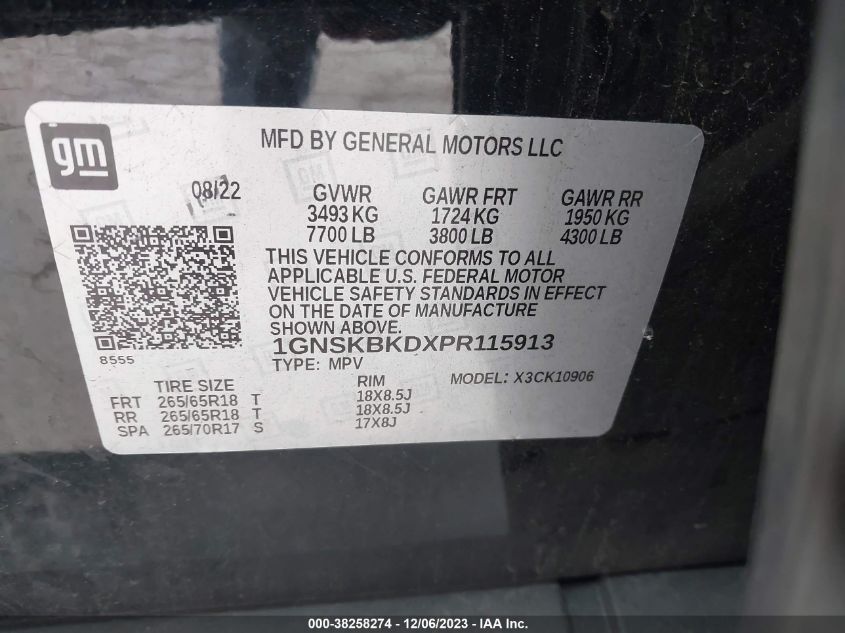 gm
MFD BY GENERAL MOTORS LLC
08/22 GVWR GAWR FRT GAWR RR
3493 KG 1724 KG 1950 KG
7700 LB 3800 LB 4300 LB
THIS VEHICLE CONFORMS TO ALL
APPLICABLE U.S. FEDERAL MOTOR
VEHICLE SAFETY STANDARDS IN EFFECT
ON THE DATE OF MANUFACTURE
SHOWN ABOVE.
8555
1GNSKBKDXPR115913
TYPE: MPV MODEL: X3CK10906
TIRE SIZE RIM
FRT 265/65R18 T 18X8.5J
RR 265/65R18 T 18X8.5J
SPA 265/70R17 S 17X8J
000-38258274 - 12/06/2023 - IAA Inc.